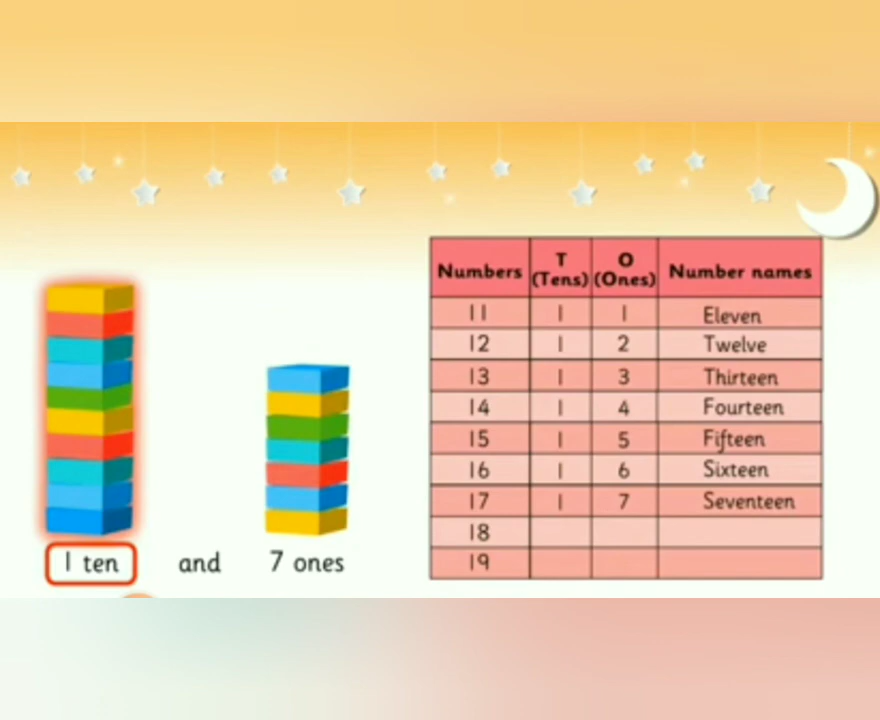 Numbers T (Tens) O (Ones) Number names
11 1 1 Eleven
12 1 2 Twelve
13 1 3 Thirteen
14 1 4 Fourteen
15 1 5 Fifteen
16 1 6 Sixteen
17 1 7 Seventeen
18
19
1 ten and 7 ones